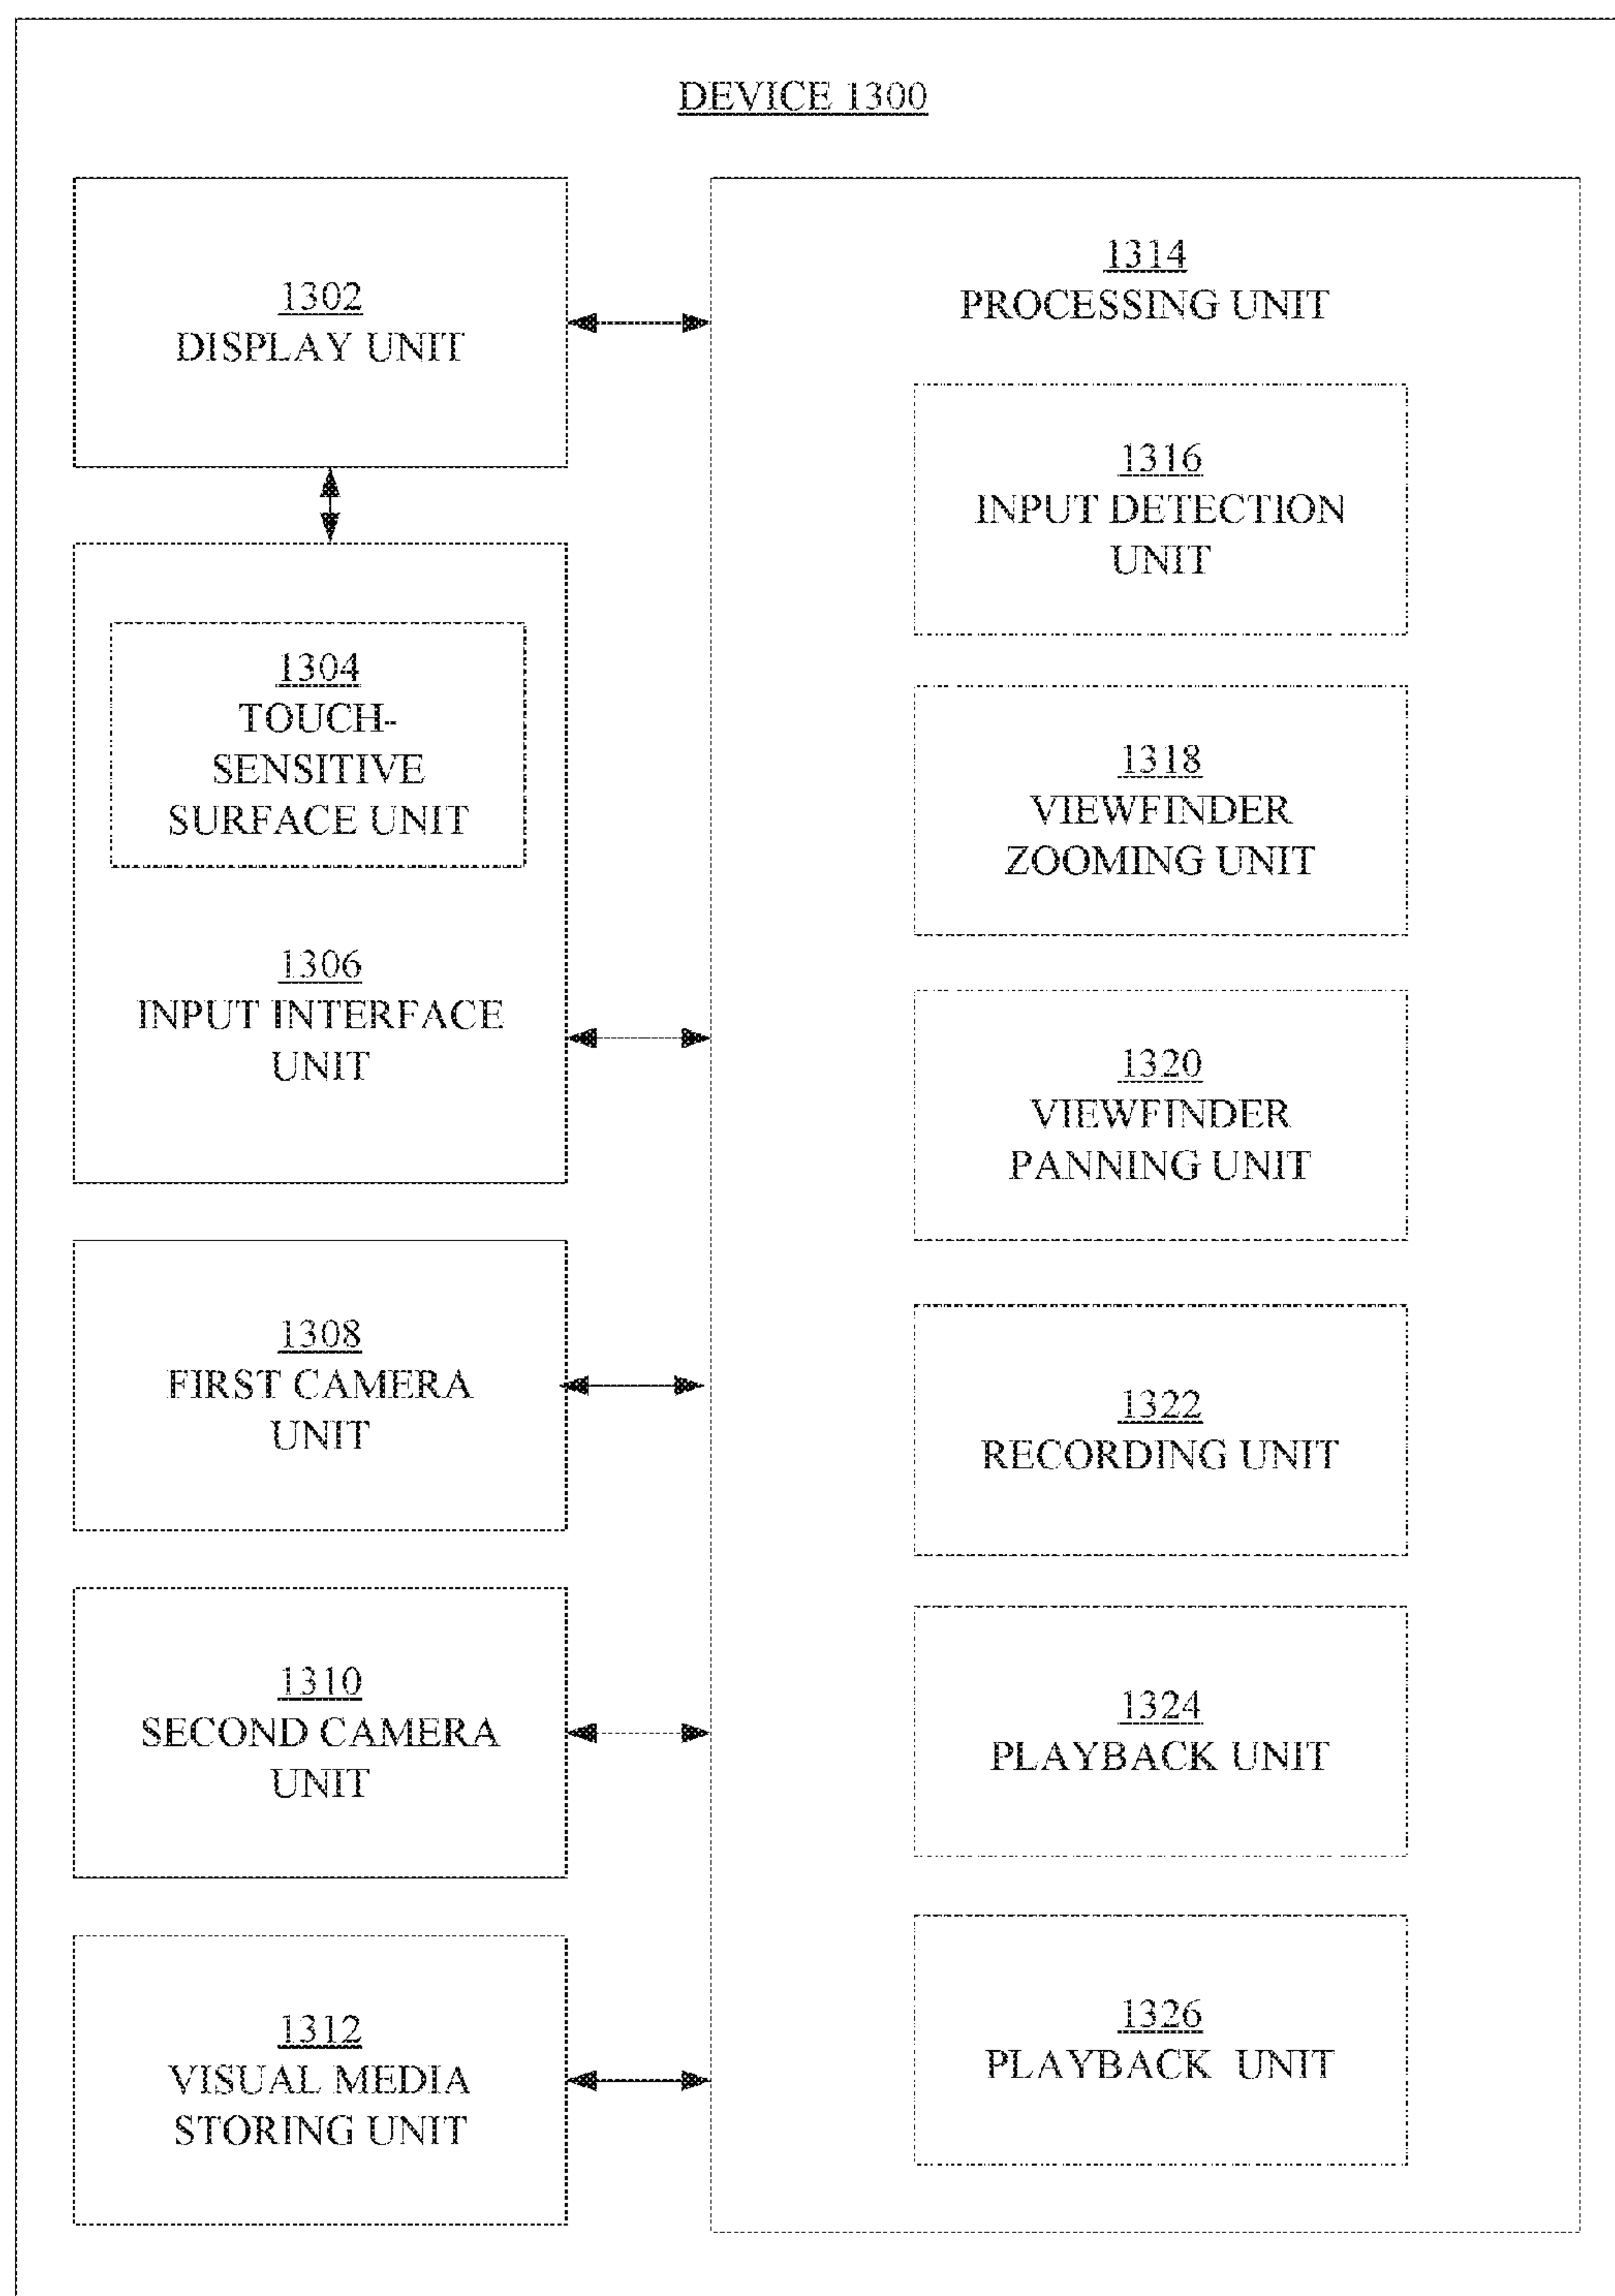 DEVICE 1300
1302
DISPLAY UNIT
1304
TOUCH-
SENSITIVE
SURFACE UNIT
1306
INPUT INTERFACE
UNIT
1308
FIRST CAMERA
UNIT
1310
SECOND CAMERA
UNIT
1312
VISUAL MEDIA
STORING UNIT
1314
PROCESSING UNIT
1316
INPUT DETECTION
UNIT
1318
VIEWFINDER
ZOOMING UNIT
1320
VIEWFINDER
PANNING UNIT
1322
RECORDING UNIT
1324
PLAYBACK UNIT
1326
PLAYBACK UNIT